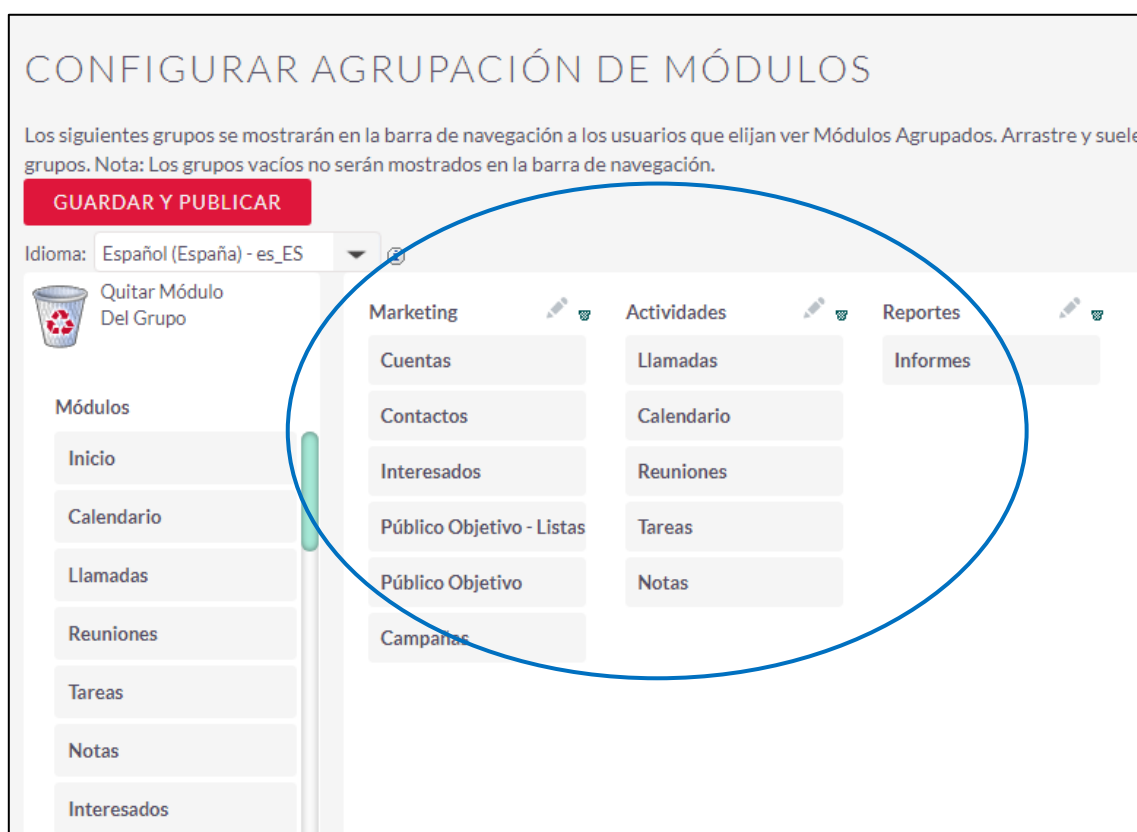 CONFIGURAR AGRUPACIÓN DE MÓDULOS
Los siguientes grupos se mostrarán en la barra de navegación a los usuarios que elijan ver Módulos Agrupados. Arrastre y suele
grupos. Nota: Los grupos vacíos no serán mostrados en la barra de navegación.
GUARDAR Y PUBLICAR
Idioma: Español (España) - es_ES
Quitar Módulo
Del Grupo
Módulos
Inicio
Calendario
Llamadas
Reuniones
Tareas
Notas
Interesados
Marketing
Cuentas
Contactos
Interesados
Público Objetivo - Listas
Público Objetivo
Campañas
Actividades
Llamadas
Calendario
Reuniones
Tareas
Notas
Reportes
Informes